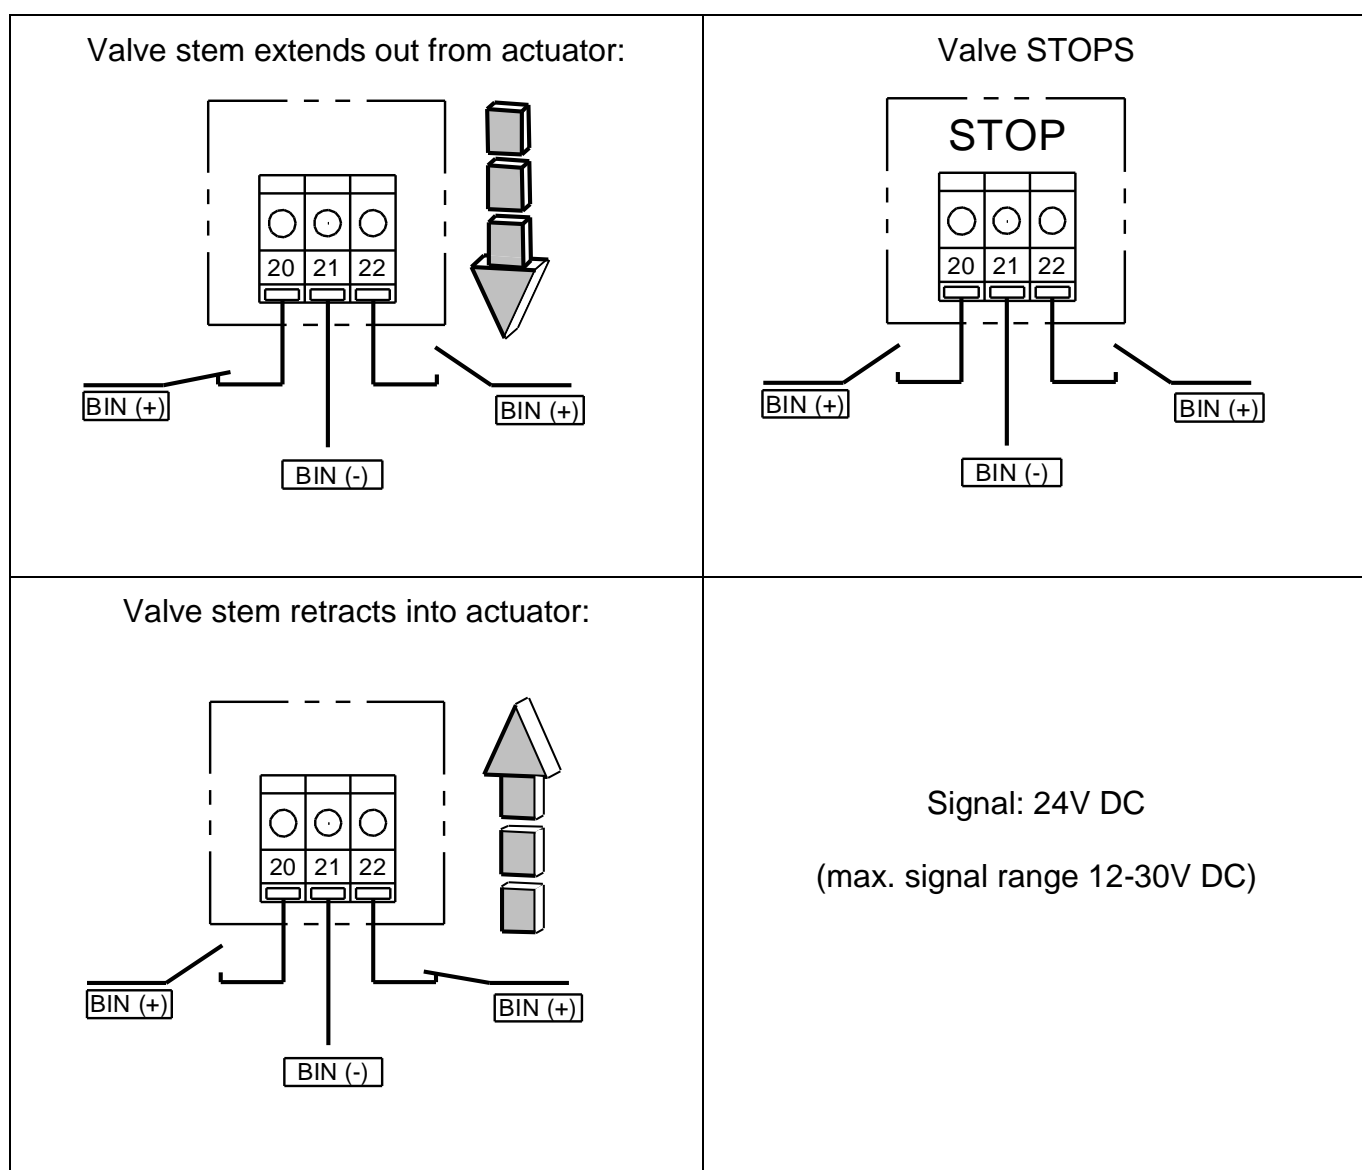 Valve stem extends out from actuator:
20 21 22
BIN (+)
BIN (+)
BIN (-)
Valve STOPS
STOP
20 21 22
BIN (+)
BIN (+)
BIN (-)
Valve stem retracts into actuator:
20 21 22
BIN (+)
BIN (+)
BIN (-)
Signal: 24V DC
(max. signal range 12-30V DC)